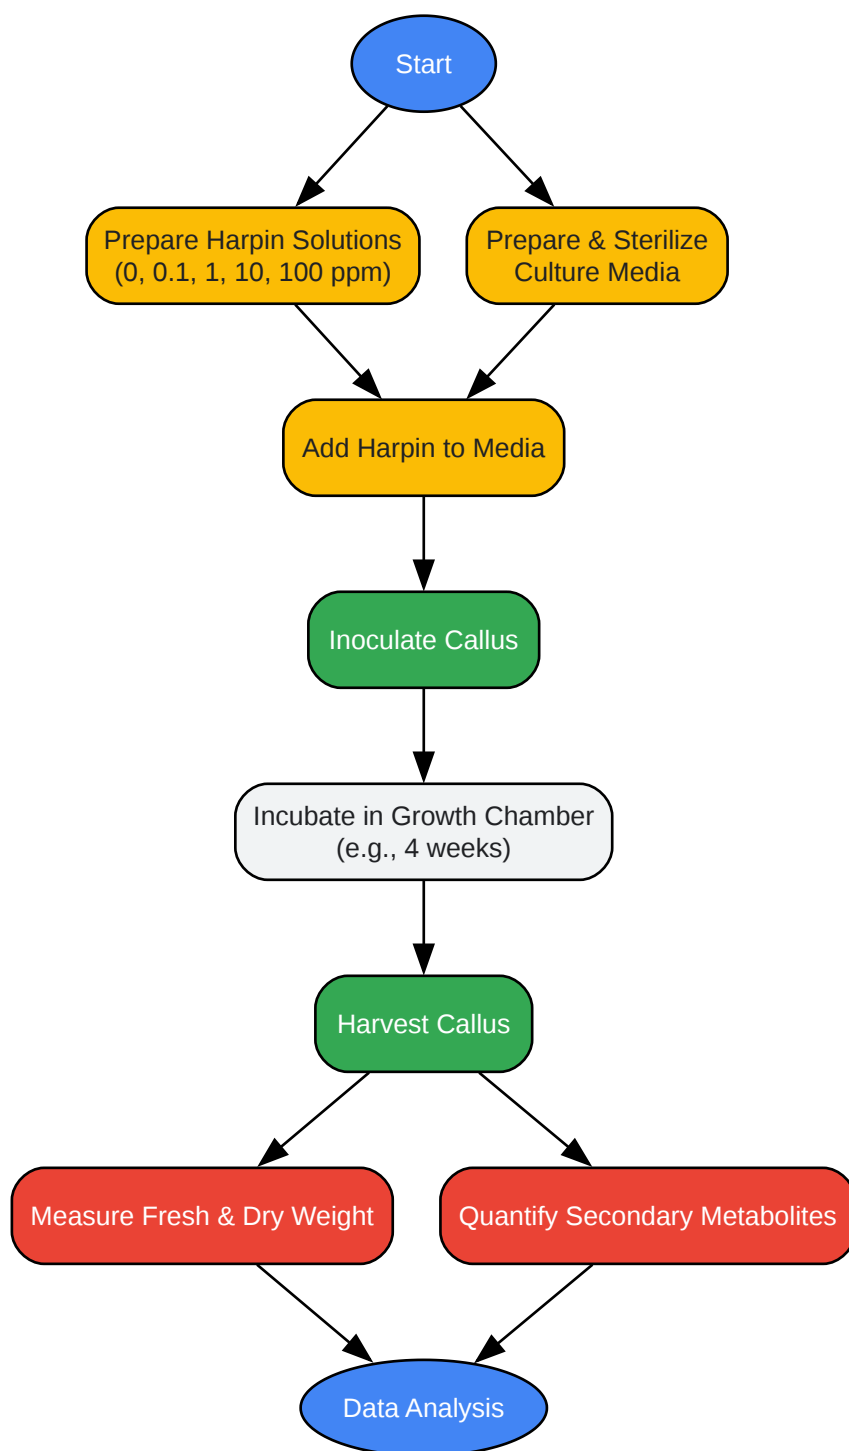 Start
Prepare Harpin Solutions
(0, 0.1, 1, 10, 100 ppm)
Prepare & Sterilize
Culture Media
Add Harpin to Media
Inoculate Callus
Incubate in Growth Chamber
(e.g., 4 weeks)
Harvest Callus
Measure Fresh & Dry Weight
Quantify Secondary Metabolites
Data Analysis